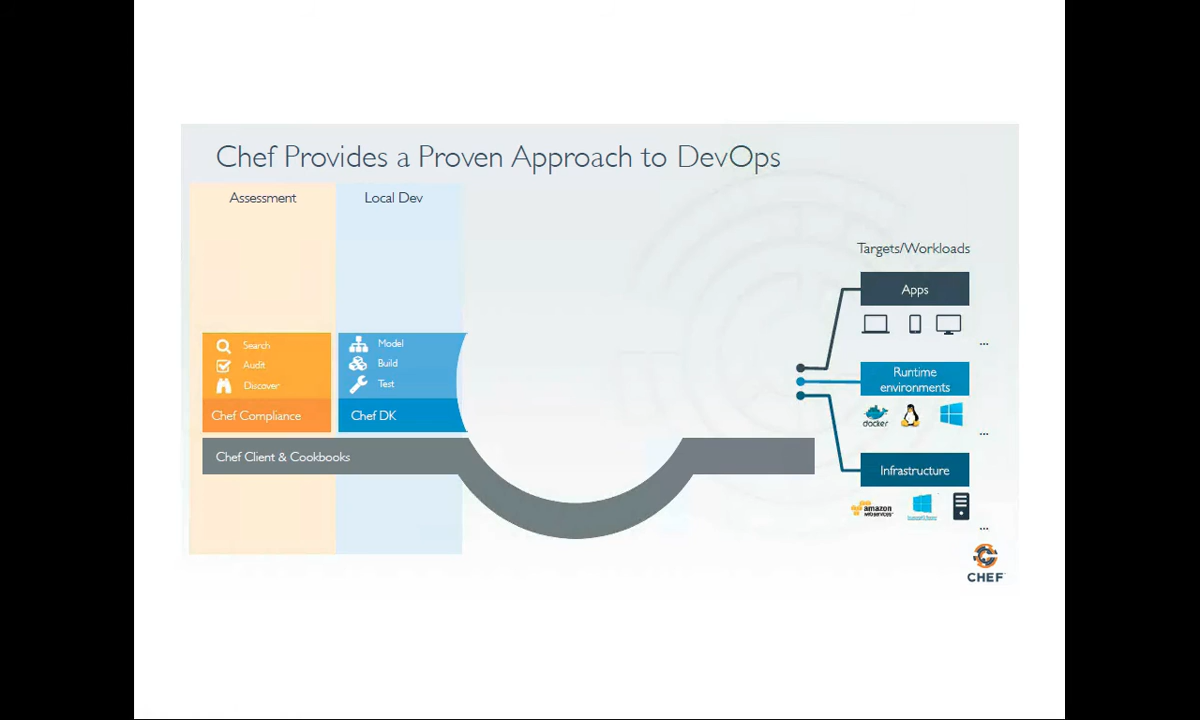 Chef Provides a Proven Approach to DevOps
Assessment
Local Dev
Search
Audit
Discover
Chef Compliance
Model
Build
Test
Chef DK
Chef Client & Cookbooks
Targets/Workloads
Apps
...
Runtime
environments
docker
...
Infrastructure
amazon
webservices
...
CHEF